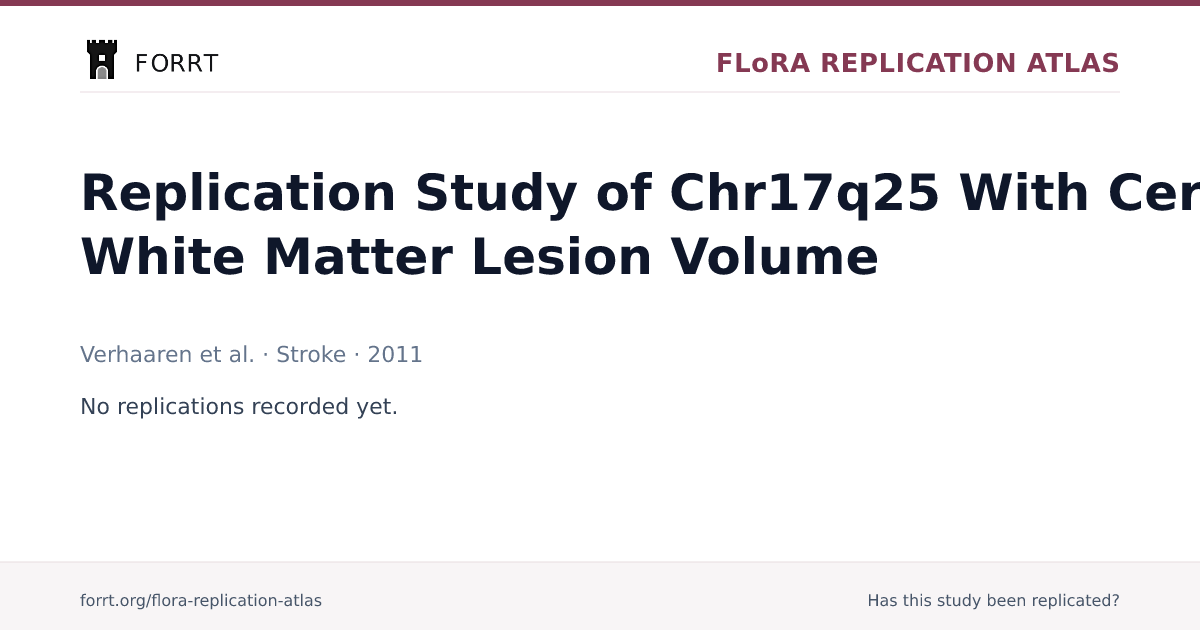 FORRT
FLoRA REPLICATION ATLAS
Replication Study of Chr17q25 With
White Matter Lesion Volume
Verhaaren et al. · Stroke · 2011
No replications recorded yet.
forrt.org/flora-replication-atlas
Has this study been replicated?